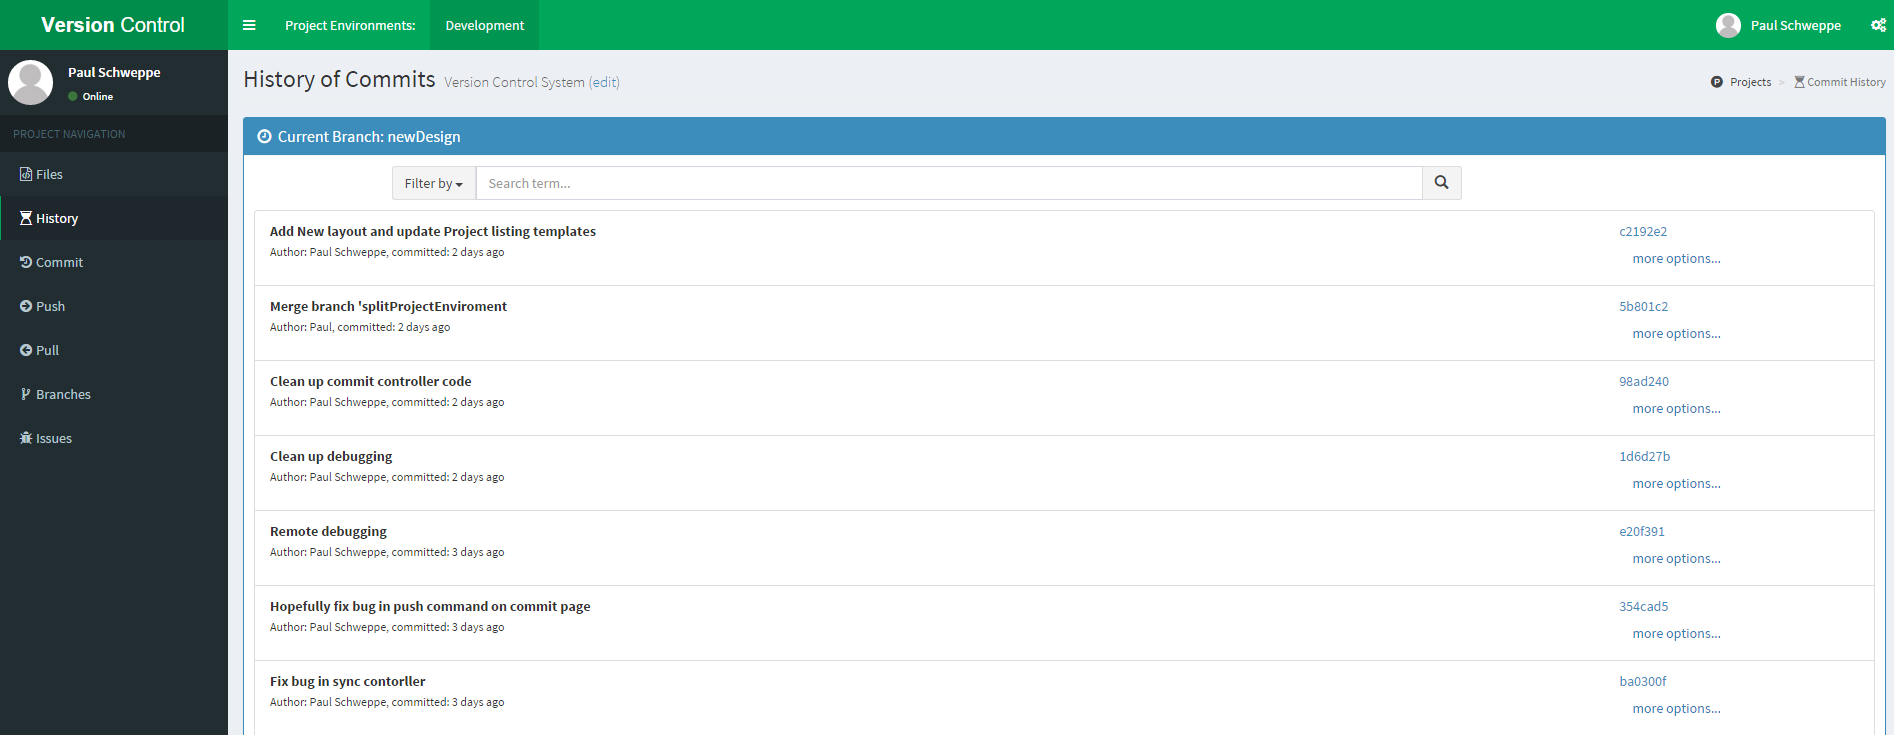 Version Control
Project Environments:
Development
Paul Schweppe
Paul Schweppe
Online
PROJECT NAVIGATION
Files
History
Commit
Push
Pull
Branches
Issues
History of Commits Version Control System (edit)
Projects > Commit History
Current Branch: newDesign
Filter by
Search term...
Add New layout and update Project listing templates
Author: Paul Schweppe, committed: 2 days ago
c2192e2
more options...
Merge branch 'splitProjectEnviroment
Author: Paul, committed: 2 days ago
5b801c2
more options...
Clean up commit controller code
Author: Paul Schweppe, committed: 2 days ago
98ad240
more options...
Clean up debugging
Author: Paul Schweppe, committed: 2 days ago
1d6d27b
more options...
Remote debugging
Author: Paul Schweppe, committed: 3 days ago
e20f391
more options...
Hopefully fix bug in push command on commit page
Author: Paul Schweppe, committed: 3 days ago
354cad5
more options...
Fix bug in sync contorller
Author: Paul Schweppe, committed: 3 days ago
ba0300f
more options...